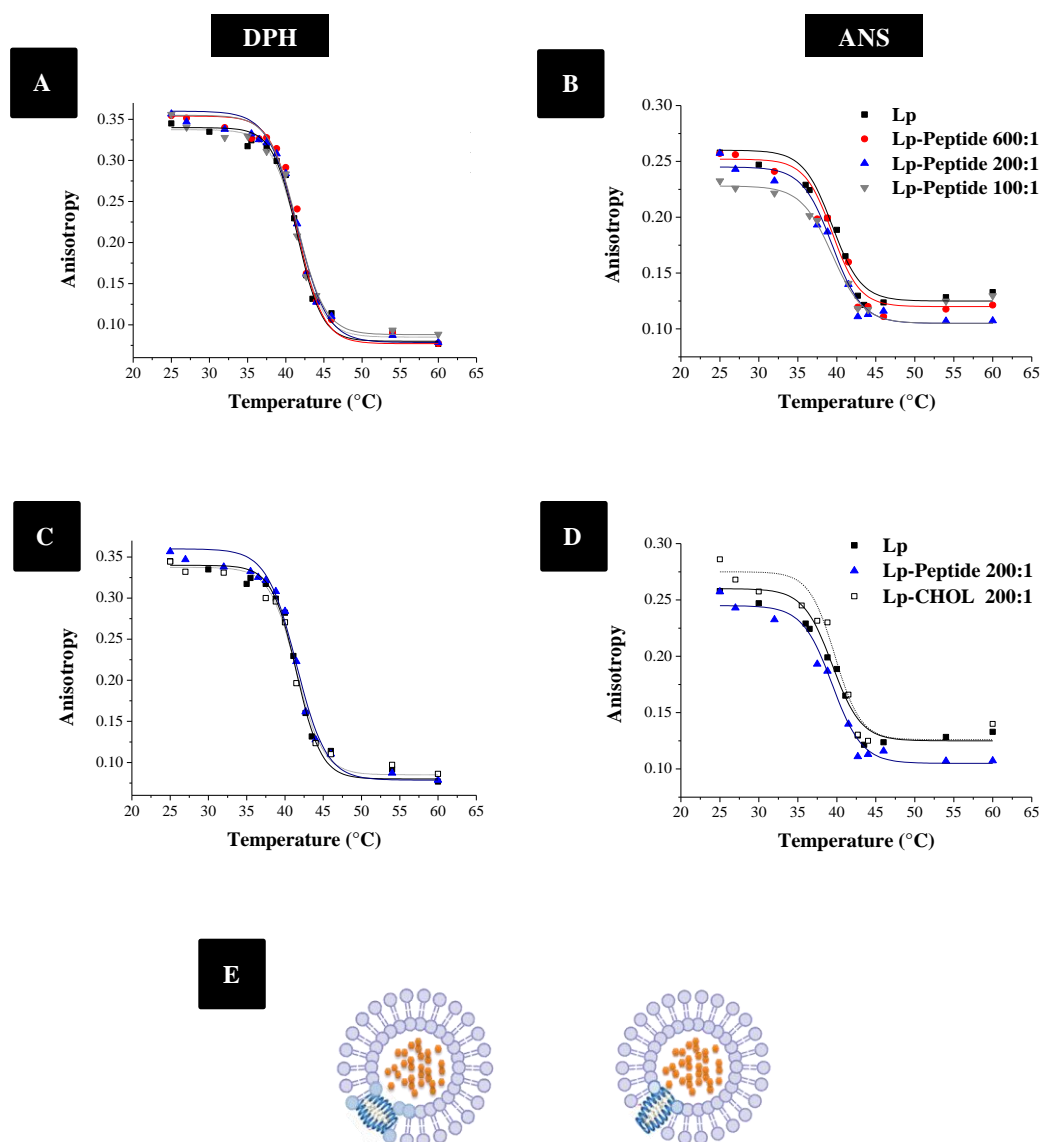 DPH
ANS
A
B
0.35
0.30
0.25
0.20
0.15
0.10
Anisotropy
20 25 30 35 40 45 50 55 60 65
Temperature (°C)
0.30
0.25
0.20
0.15
0.10
Anisotropy
20 25 30 35 40 45 50 55 60 65
Temperature (°C)
Lp
Lp-Peptide 600:1
Lp-Peptide 200:1
Lp-Peptide 100:1
C
D
0.35
0.30
0.25
0.20
0.15
0.10
Anisotropy
20 25 30 35 40 45 50 55 60 65
Temperature (°C)
0.30
0.25
0.20
0.15
0.10
Anisotropy
20 25 30 35 40 45 50 55 60 65
Temperature (°C)
Lp
Lp-Peptide 200:1
Lp-CHOL 200:1
E